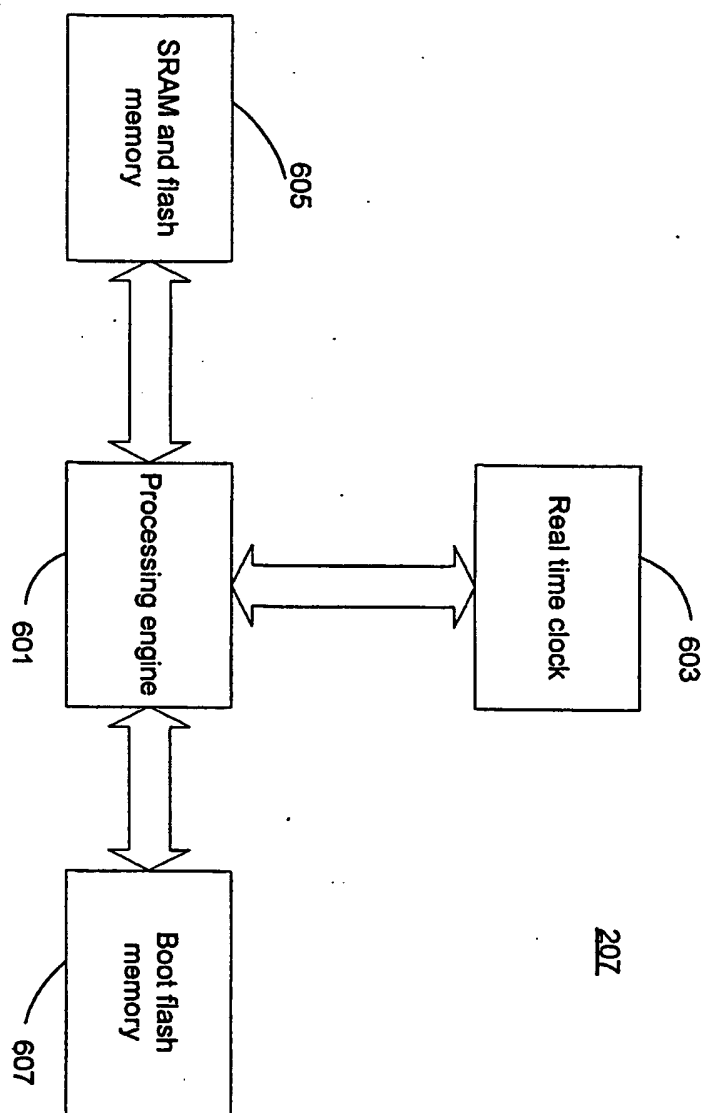 603
207
Real time clock
605
SRAM and flash
memory
Processing engine
Boot flash
memory
601
607